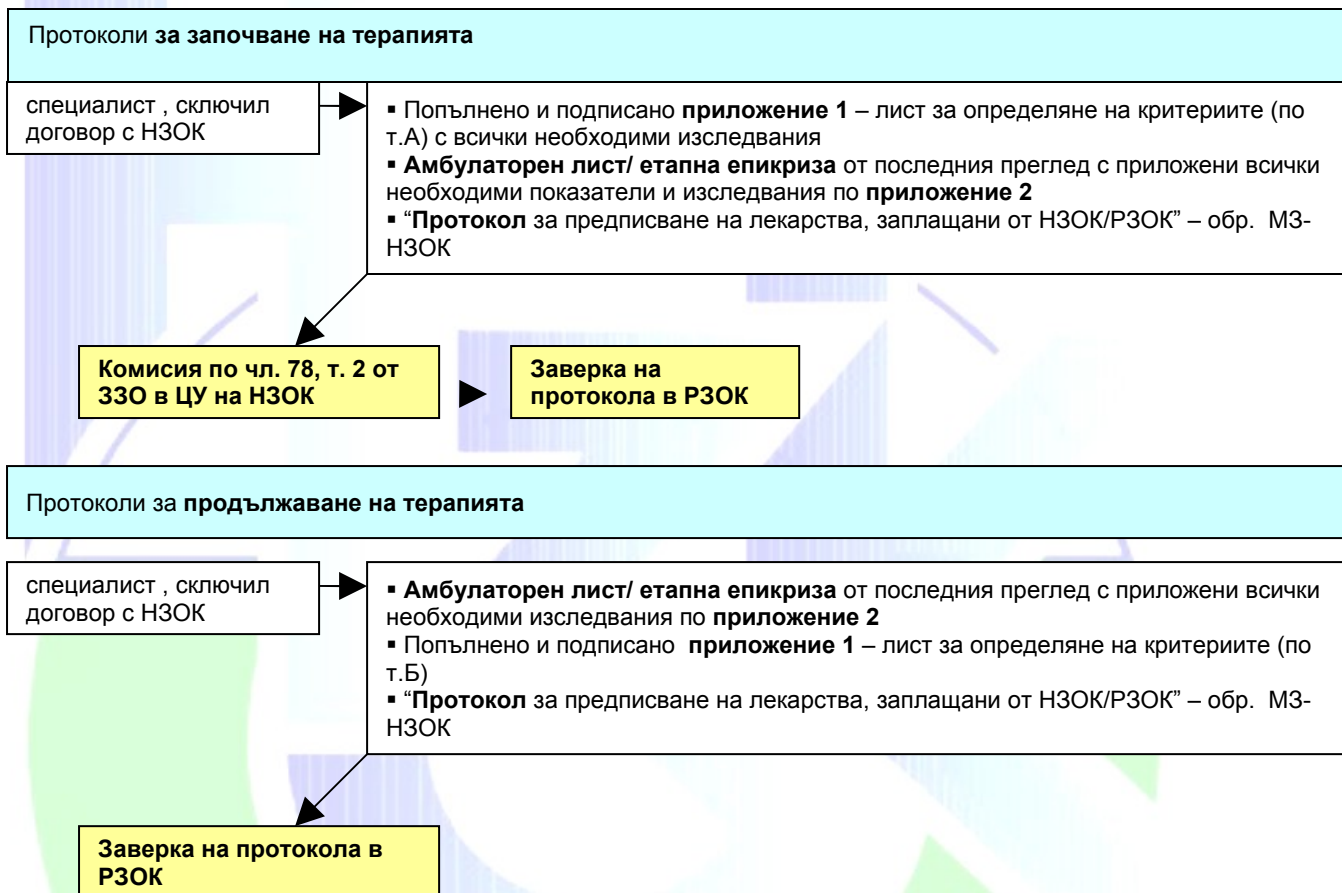 Протоколи за започване на терапията
специалист , сключил
договор с НЗОК
▪ Попълнено и подписано приложение 1 – лист за определяне на критериите (по
т.А) с всички необходими изследвания
▪ Амбулаторен лист/ етапна епикриза от последния преглед с приложени всички
необходими показатели и изследвания по приложение 2
▪ “Протокол за предписване на лекарства, заплащани от НЗОК/РЗОК” – обр. МЗ-
НЗОК
Комисия по чл. 78, т. 2 от
ЗЗО в ЦУ на НЗОК
Заверка на
протокола в РЗОК
Протоколи за продължаване на терапията
специалист , сключил
договор с НЗОК
▪ Амбулаторен лист/ етапна епикриза от последния преглед с приложени всички
необходими изследвания по приложение 2
▪ Попълнено и подписано приложение 1 – лист за определяне на критериите (по
т.Б)
▪ “Протокол за предписване на лекарства, заплащани от НЗОК/РЗОК” – обр. МЗ-
НЗОК
Заверка на протокола в
РЗОК